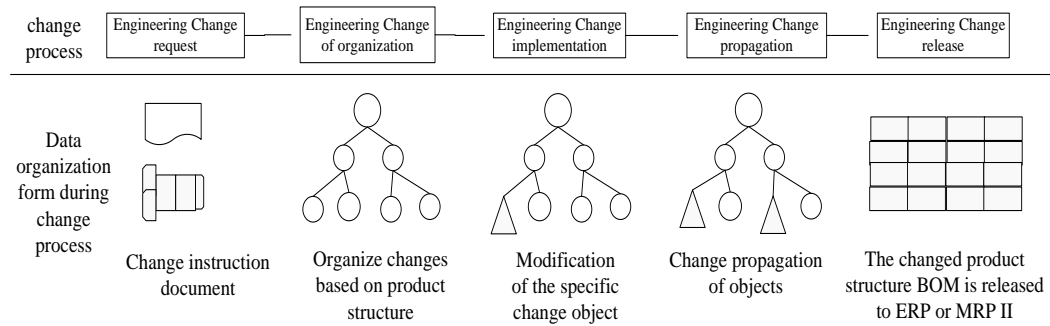 change
process
Engineering Change
request
Engineering Change
of organization
Engineering Change
implementation
Engineering Change
propagation
Engineering Change
release
Data
organization
form during
change
process
Change instruction
document
Organize changes
based on product
structure
Modification
of the specific
change object
Change propagation
of objects
The changed product
structure BOM is released
to ERP or MRP II